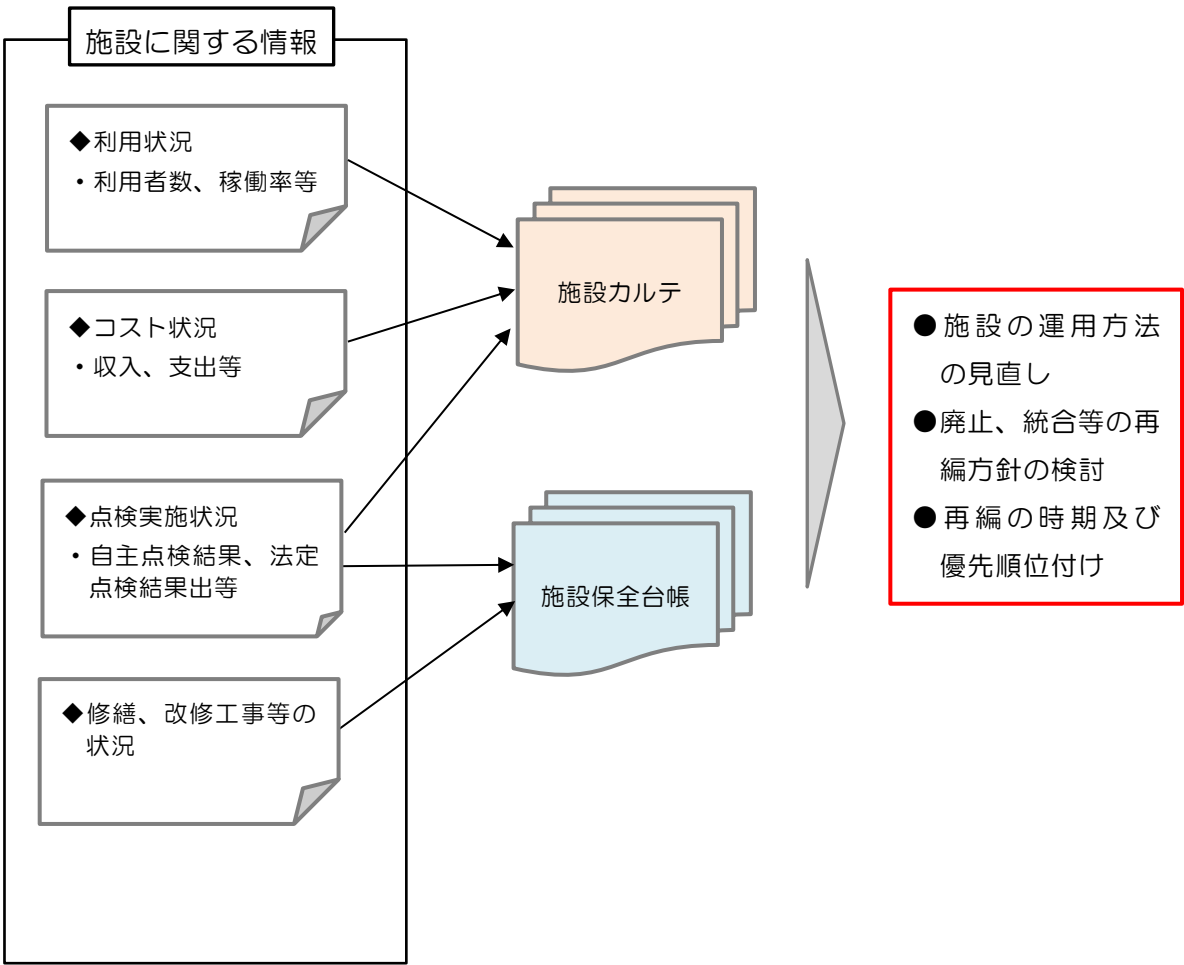 施設に関する情報
◆利用状況
・利用者数、稼働率等
◆コスト状況
・収入、支出等
◆点検実施状況
・自主点検結果、法定
点検結果出等
◆修繕、改修工事等の
状況
施設カルテ
施設保全台帳
●施設の運用方法
の見直し
●廃止、統合等の再
編方針の検討
●再編の時期及び
優先順位付け